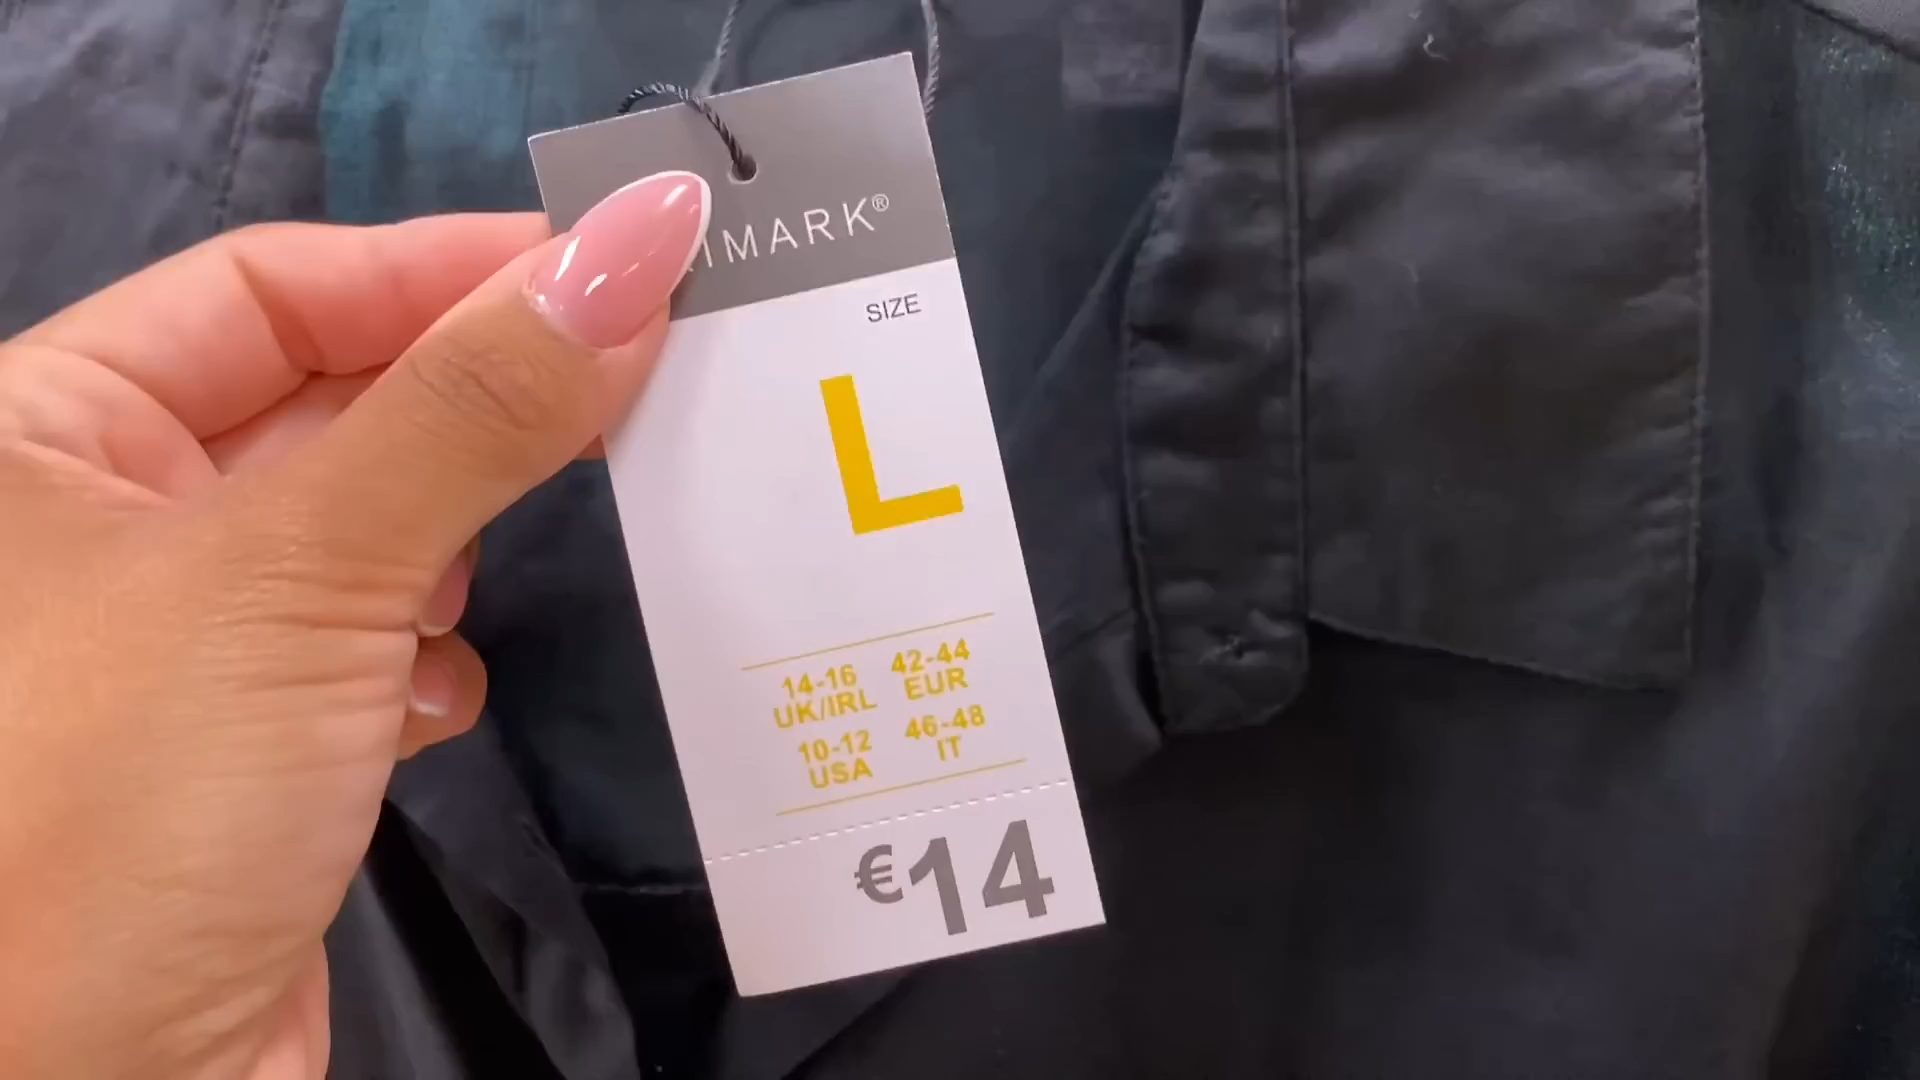 IMARK®
SIZE
L
14-16 42-44
UK/IRL EUR
10-12 46-48
USA IT
€14